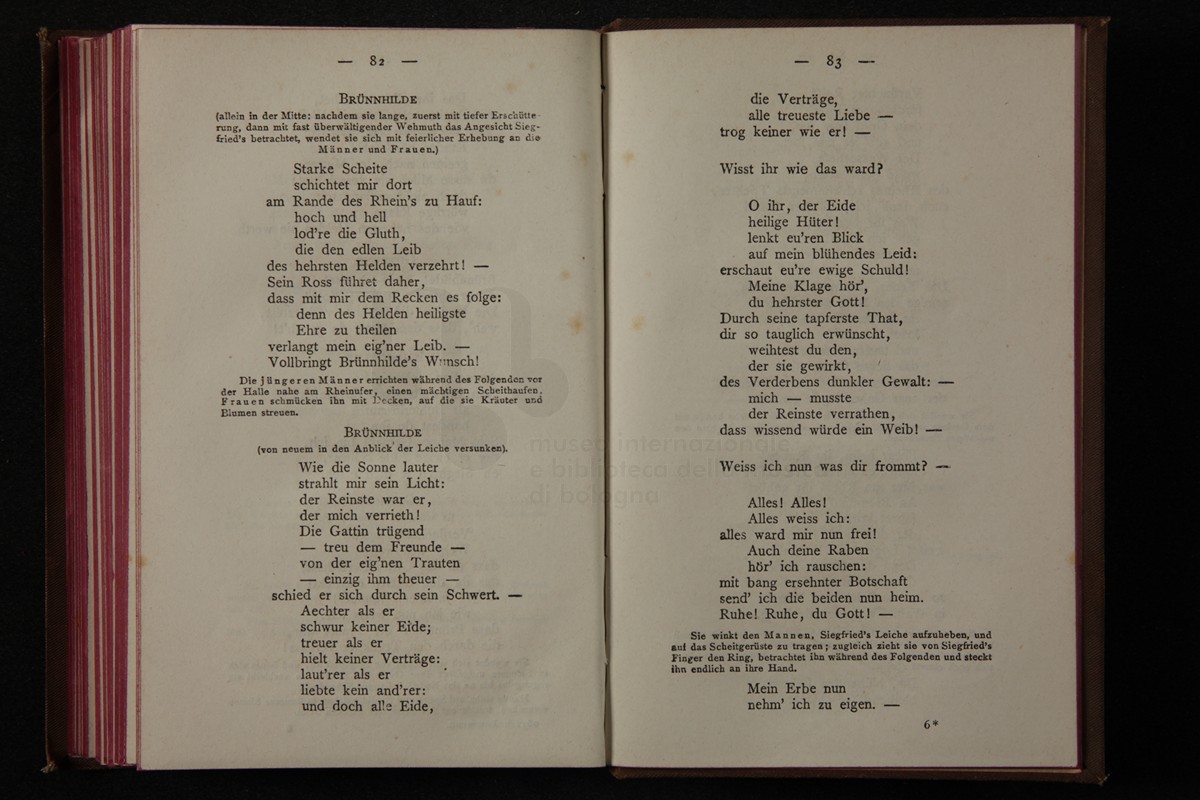 — 82 —
BRÜNNHILDE
(allein in der Mitte: nachdem sie lange, zuerst mit tiefer Erschütte-
rung, dann mit fast überwältigender Wehmuth das Angesicht Sieg-
fried's betrachtet, wendet sie sich mit feierlicher Erhebung an die
Männer und Frauen.)
Starke Scheite
schichtet mir dort
am Rande des Rhein's zu Hauf:
hoch und hell
lod're die Gluth,
die den edlen Leib
des hehrsten Helden verzehrt! —
Sein Ross führet daher,
dass mit mir dem Recken es folge:
denn des Helden heiligste
Ehre zu theilen
verlangt mein eig'ner Leib. —
Vollbringt Brünnhilde's Wunsch!
Die jüngeren Männer errichten während des Folgenden vor
der Halle nahe am Rheinufer, einen mächtigen Scheithaufen.
Frauen schmücken ihn mit Decken, auf die sie Kräuter und
Blumen streuen.
BRÜNNHILDE
(von neuem in den Anblick der Leiche versunken).
Wie die Sonne lauter
strahlt mir sein Licht:
der Reinste war er,
der mich verrieth!
Die Gattin trügend
— treu dem Freunde —
von der eig'nen Trauten
— einzig ihm theuer —
schied er sich durch sein Schwert. —
Aechter als er
schwur keiner Eide;
treuer als er
hielt keiner Verträge:
laut'rer als er
liebte kein and'rer:
und doch alle Eide,
— 83 —
die Verträge,
alle treueste Liebe —
trog keiner wie er! —
Wisst ihr wie das ward?
O ihr, der Eide
heilige Hüter!
lenkt eu'ren Blick
auf mein blühendes Leid:
erschaut eu're ewige Schuld!
Meine Klage hör',
du hehrster Gott!
Durch seine tapferste That,
dir so tauglich erwünscht,
weihtest du den,
der sie gewirkt,
des Verderbens dunkler Gewalt: —
mich — musste
der Reinste verrathen,
dass wissend würde ein Weib! —
Weiss ich nun was dir frommt? —
Alles! Alles!
Alles weiss ich:
alles ward mir nun frei!
Auch deine Raben
hör' ich rauschen:
mit bang ersehnter Botschaft
send' ich die beiden nun heim.
Ruhe! Ruhe, du Gott! —
Sie winkt den Mannen, Siegfried's Leiche aufzuheben, und
auf das Scheitgerüste zu tragen; zugleich zieht sie von Siegfried's
Finger den Ring, betrachtet ihn während des Folgenden und steckt
ihn endlich an ihre Hand.
Mein Erbe nun
nehm' ich zu eigen. —
6*
museo internazionale
e biblioteca della
di bologna